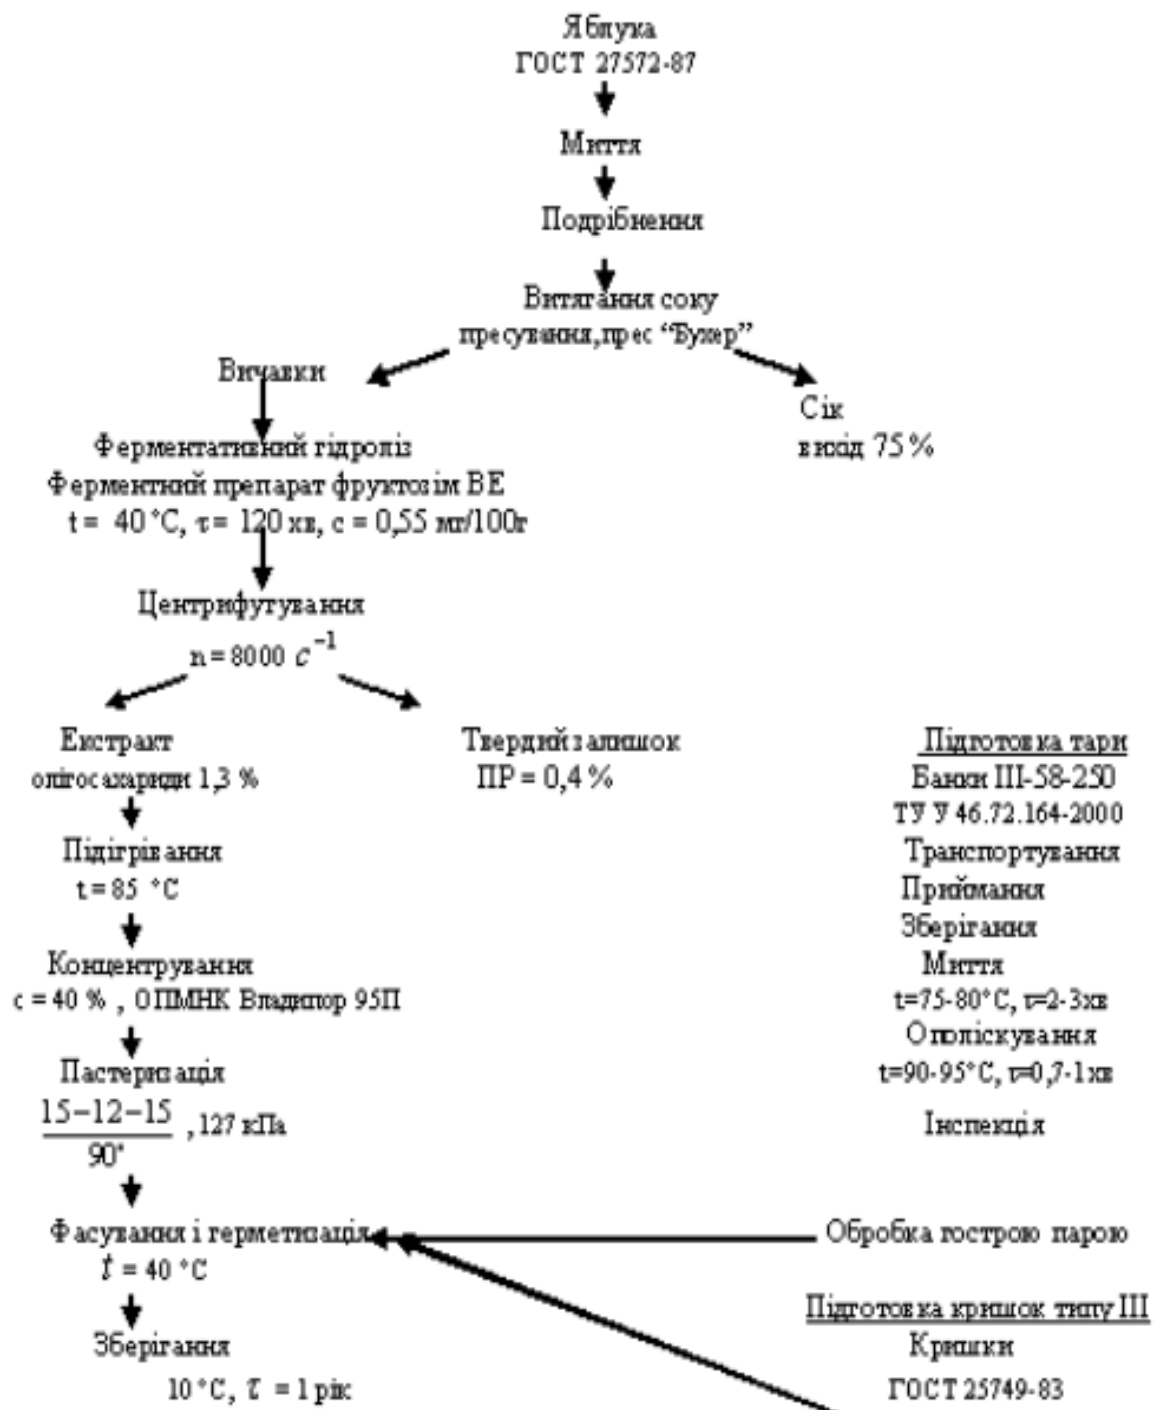 Яблука
ГОСТ 27572-87
Миття
Подрібнення
Витягання соку
пресування,прес “Бухер”
Вичавки
Сік
вихід 75 %
Ферментативний гідроліз
Ферментний препарат фруктозім ВЕ
t = 40 °C, τ = 120 хв, с = 0,55 мг/100г
Центрифугування
n = 8000 c⁻¹
Екстракт
олігосахариди 1,3 %
Твердий залишок
ПР = 0,4 %
Підігрівання
t = 85 °C
Концентрування
с = 40 % , ОПМНК Владипор 95П
Пастеризація
15−12−15
90°
, 127 кПа
Фасування і герметизація
t = 40 °C
Зберігання
10 °C, τ = 1 рік
Підготовка тари
Банки III-58-250
ТУ У 46.72.164-2000
Транспортування
Приймання
Зберігання
Миття
t=75-80°C, τ=2-3хв
Ополіскування
t=90-95°C, τ=0,7-1хв
Інспекція
Обробка гострою парою
Підготовка кришок типу III
Кришки
ГОСТ 25749-83